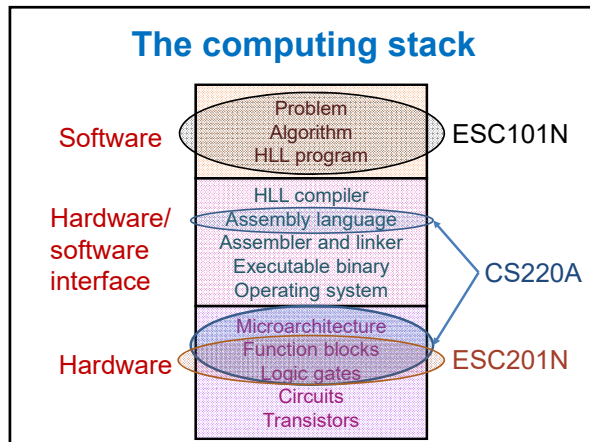 The computing stack
Software
Problem
Algorithm
HLL program
ESC101N
Hardware/
software
interface
HLL compiler
Assembly language
Assembler and linker
Executable binary
Operating system
CS220A
Hardware
Microarchitecture
Function blocks
Logic gates
Circuits
Transistors
ESC201N